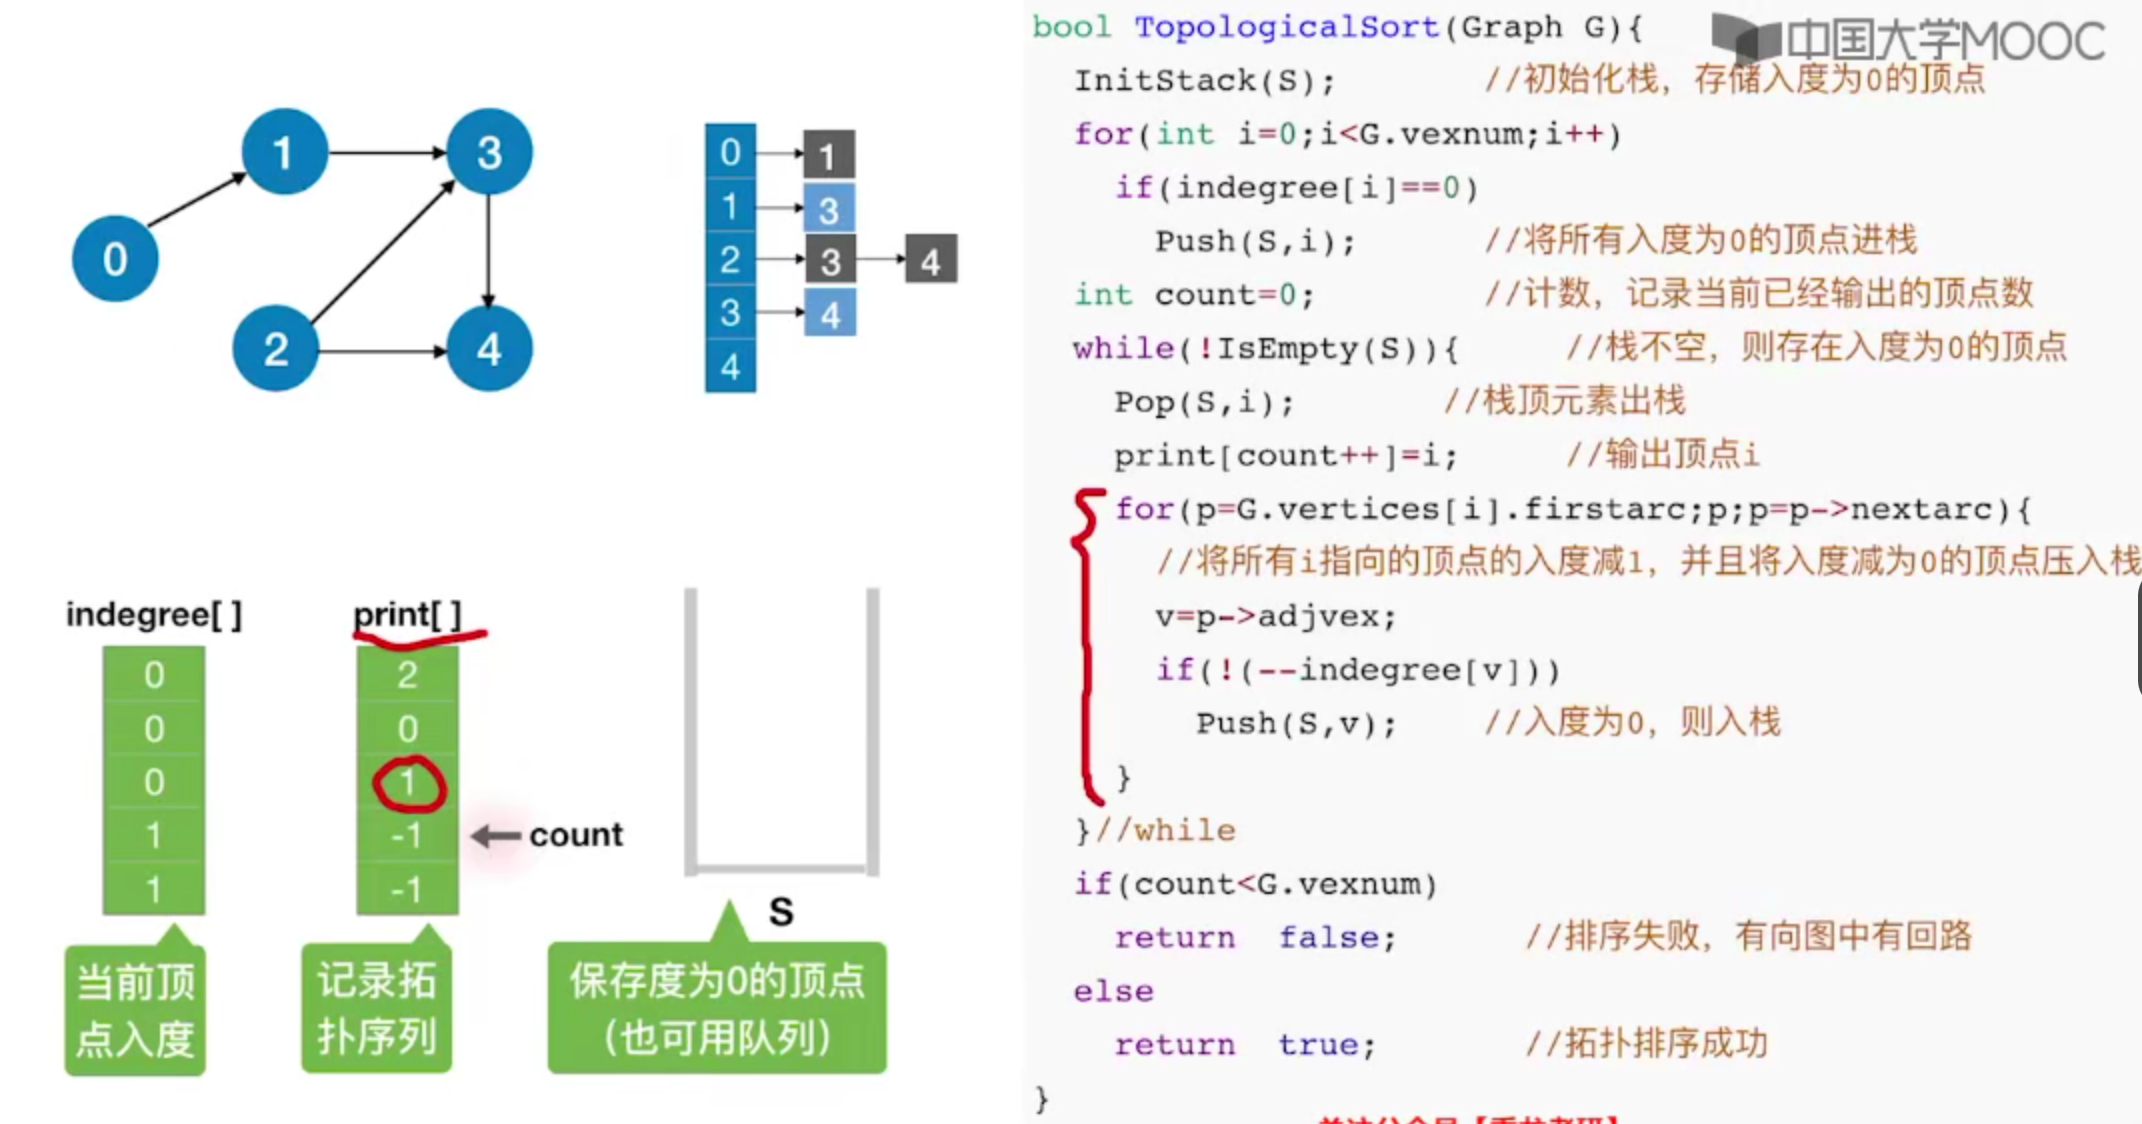 中国大学MOOC
0
1
3
2
4
0 1
1 3
2 3 4
3 4
4
indegree[ ]
0
0
0
1
1
print[ ]
2
0
1
-1
-1
count
S
当前顶
点入度
记录拓
扑序列
保存度为0的顶点
(也可用队列)
bool TopologicalSort(Graph G){
InitStack(S); //初始化栈，存储入度为0的顶点
for(int i=0;i<G.vexnum;i++)
if(indegree[i]==0)
Push(S,i); //将所有入度为0的顶点进栈
int count=0; //计数，记录当前已经输出的顶点数
while(!IsEmpty(S)){ //栈不空，则存在入度为0的顶点
Pop(S,i); //栈顶元素出栈
print[count++]=i; //输出顶点i
for(p=G.vertices[i].firstarc;p;p=p->nextarc){
//将所有i指向的顶点的入度减1，并且将入度减为0的顶点压入栈
v=p->adjvex;
if(!(--indegree[v]))
Push(S,v); //入度为0，则入栈
}
}//while
if(count<G.vexnum)
return false; //排序失败，有向图中有回路
else
return true; //拓扑排序成功
}